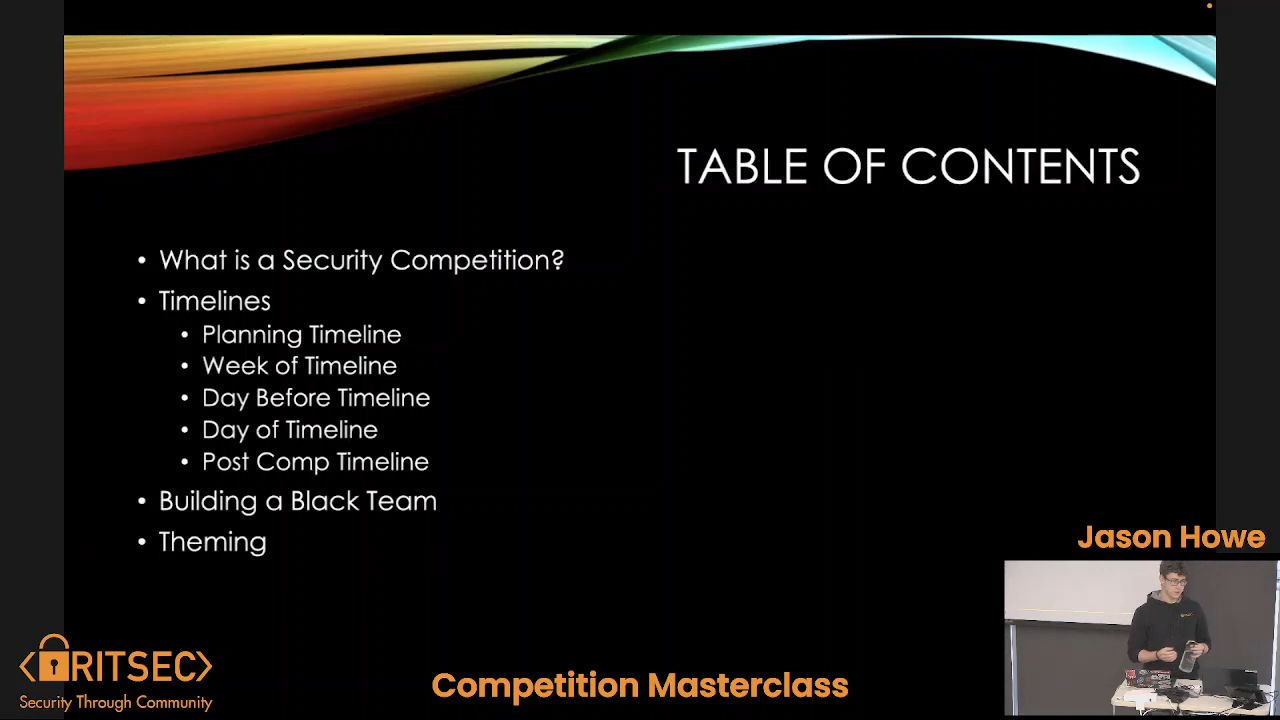 TABLE OF CONTENTS
• What is a Security Competition?
• Timelines
• Planning Timeline
• Week of Timeline
• Day Before Timeline
• Day of Timeline
• Post Comp Timeline
• Building a Black Team
• Theming
Jason Howe
<RITSEC>
Security Through Community
Competition Masterclass